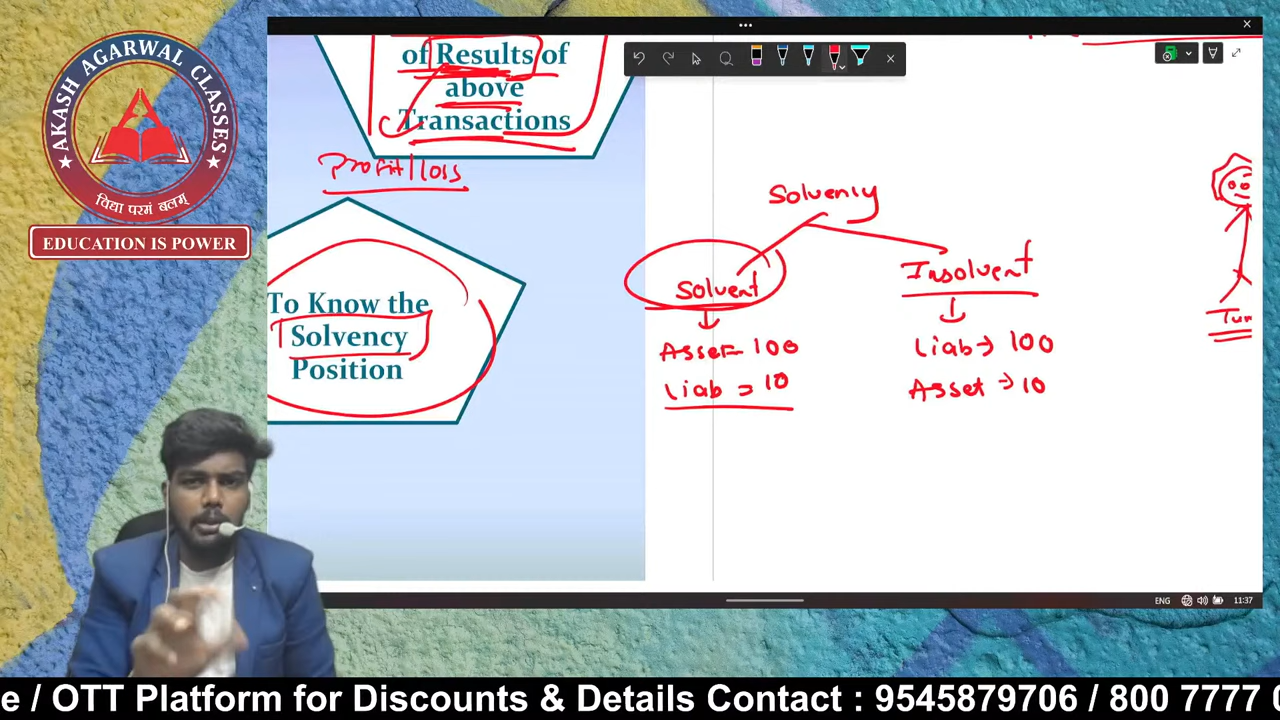 AKASH AGARWAL CLASSES
विद्या परमं बलम्
EDUCATION IS POWER
of Results of
above
Transactions
Profit/loss
To Know the
Solvency
Position
Solvency
Solvent
Asset = 100
Liab = 10
Insolvent
Liab → 100
Asset → 10
ENG
11:37
e / OTT Platform for Discounts & Details Contact : 9545879706 / 800 7777 0